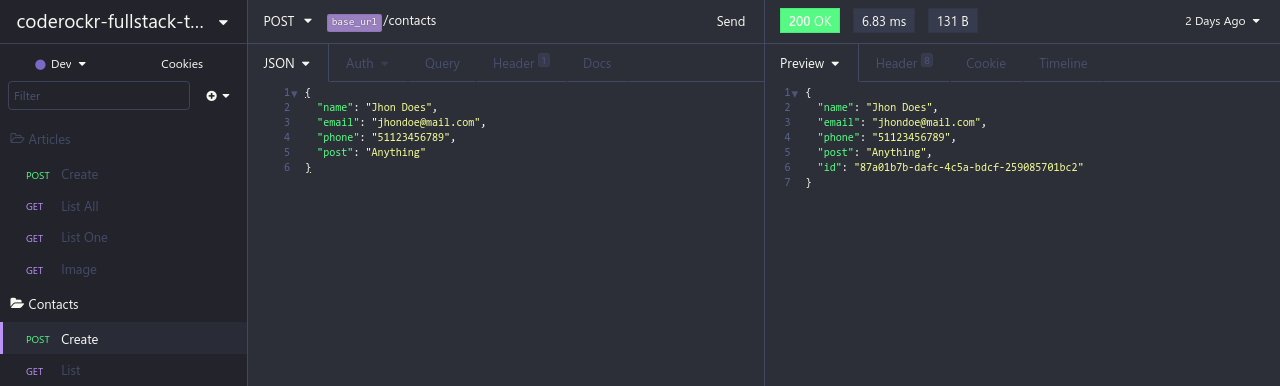 coderockr-fullstack-t...
Dev
Cookies
Filter
Articles
POST Create
GET List All
GET List One
GET Image
Contacts
POST Create
GET List
POST base_url/contacts Send
JSON Auth Query Header 1 Docs
1 {
2 "name": "Jhon Does",
3 "email": "jhondoe@mail.com",
4 "phone": "51123456789",
5 "post": "Anything"
6 }
200 OK 6.83 ms 131 B 2 Days Ago
Preview Header 8 Cookie Timeline
1 {
2 "name": "Jhon Does",
3 "email": "jhondoe@mail.com",
4 "phone": "51123456789",
5 "post": "Anything",
6 "id": "87a01b7b-dafc-4c5a-bdcf-259085701bc2"
7 }